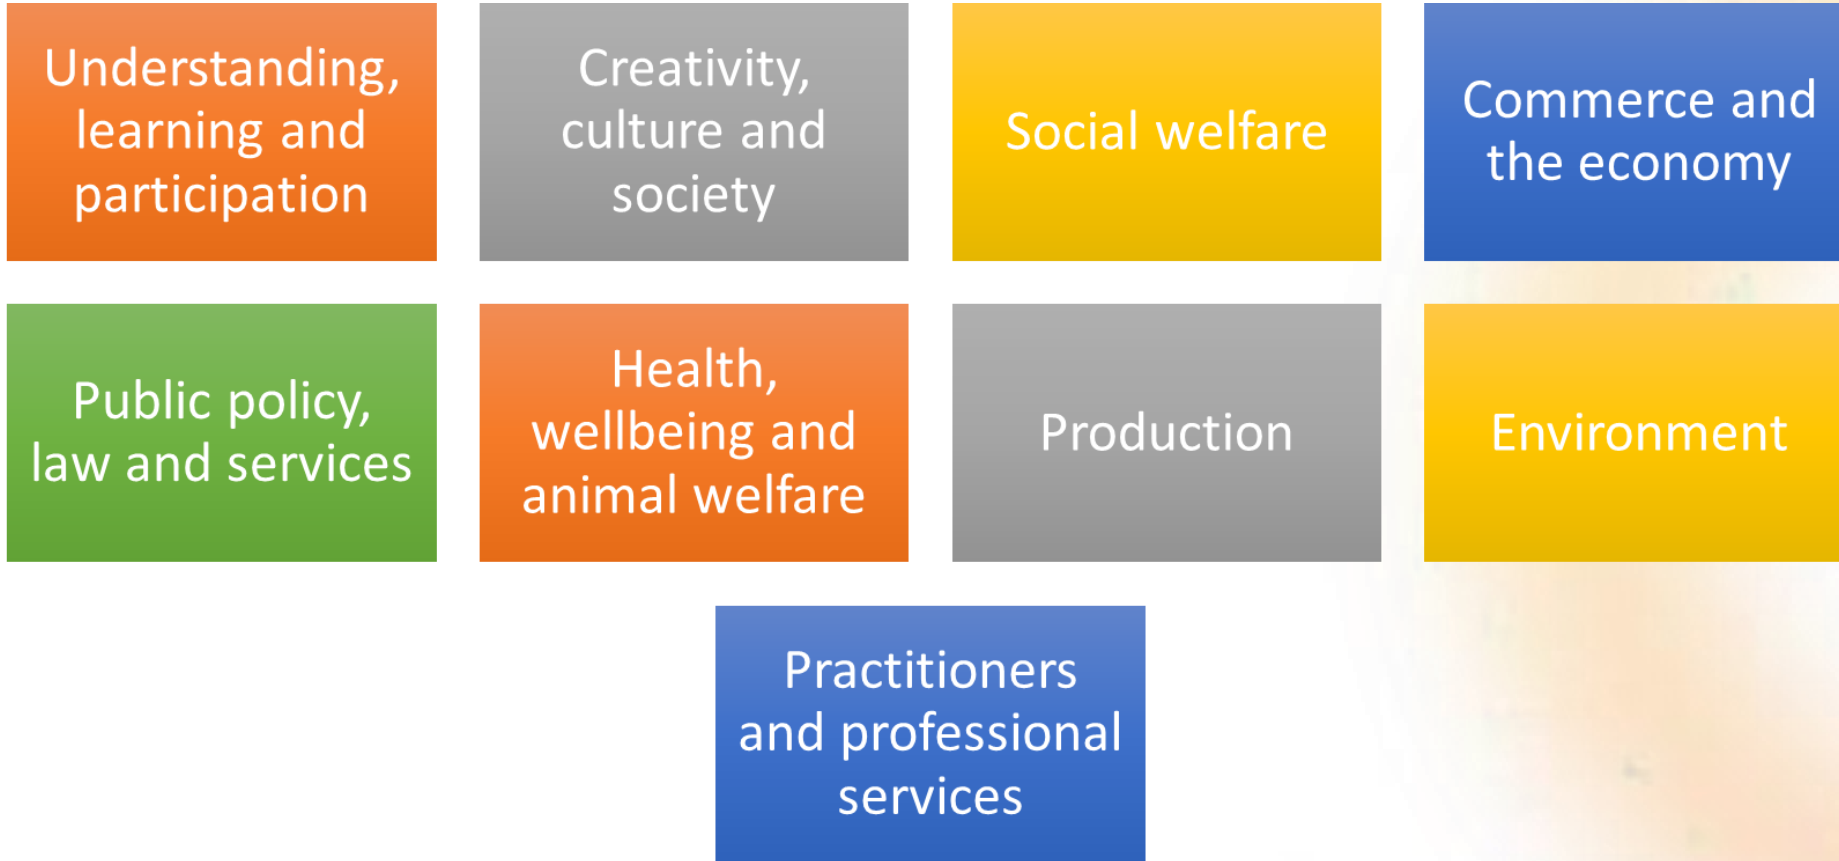 Understanding,
learning and
participation
Creativity,
culture and
society
Social welfare
Commerce and
the economy
Public policy,
law and services
Health,
wellbeing and
animal welfare
Production
Environment
Practitioners
and professional
services